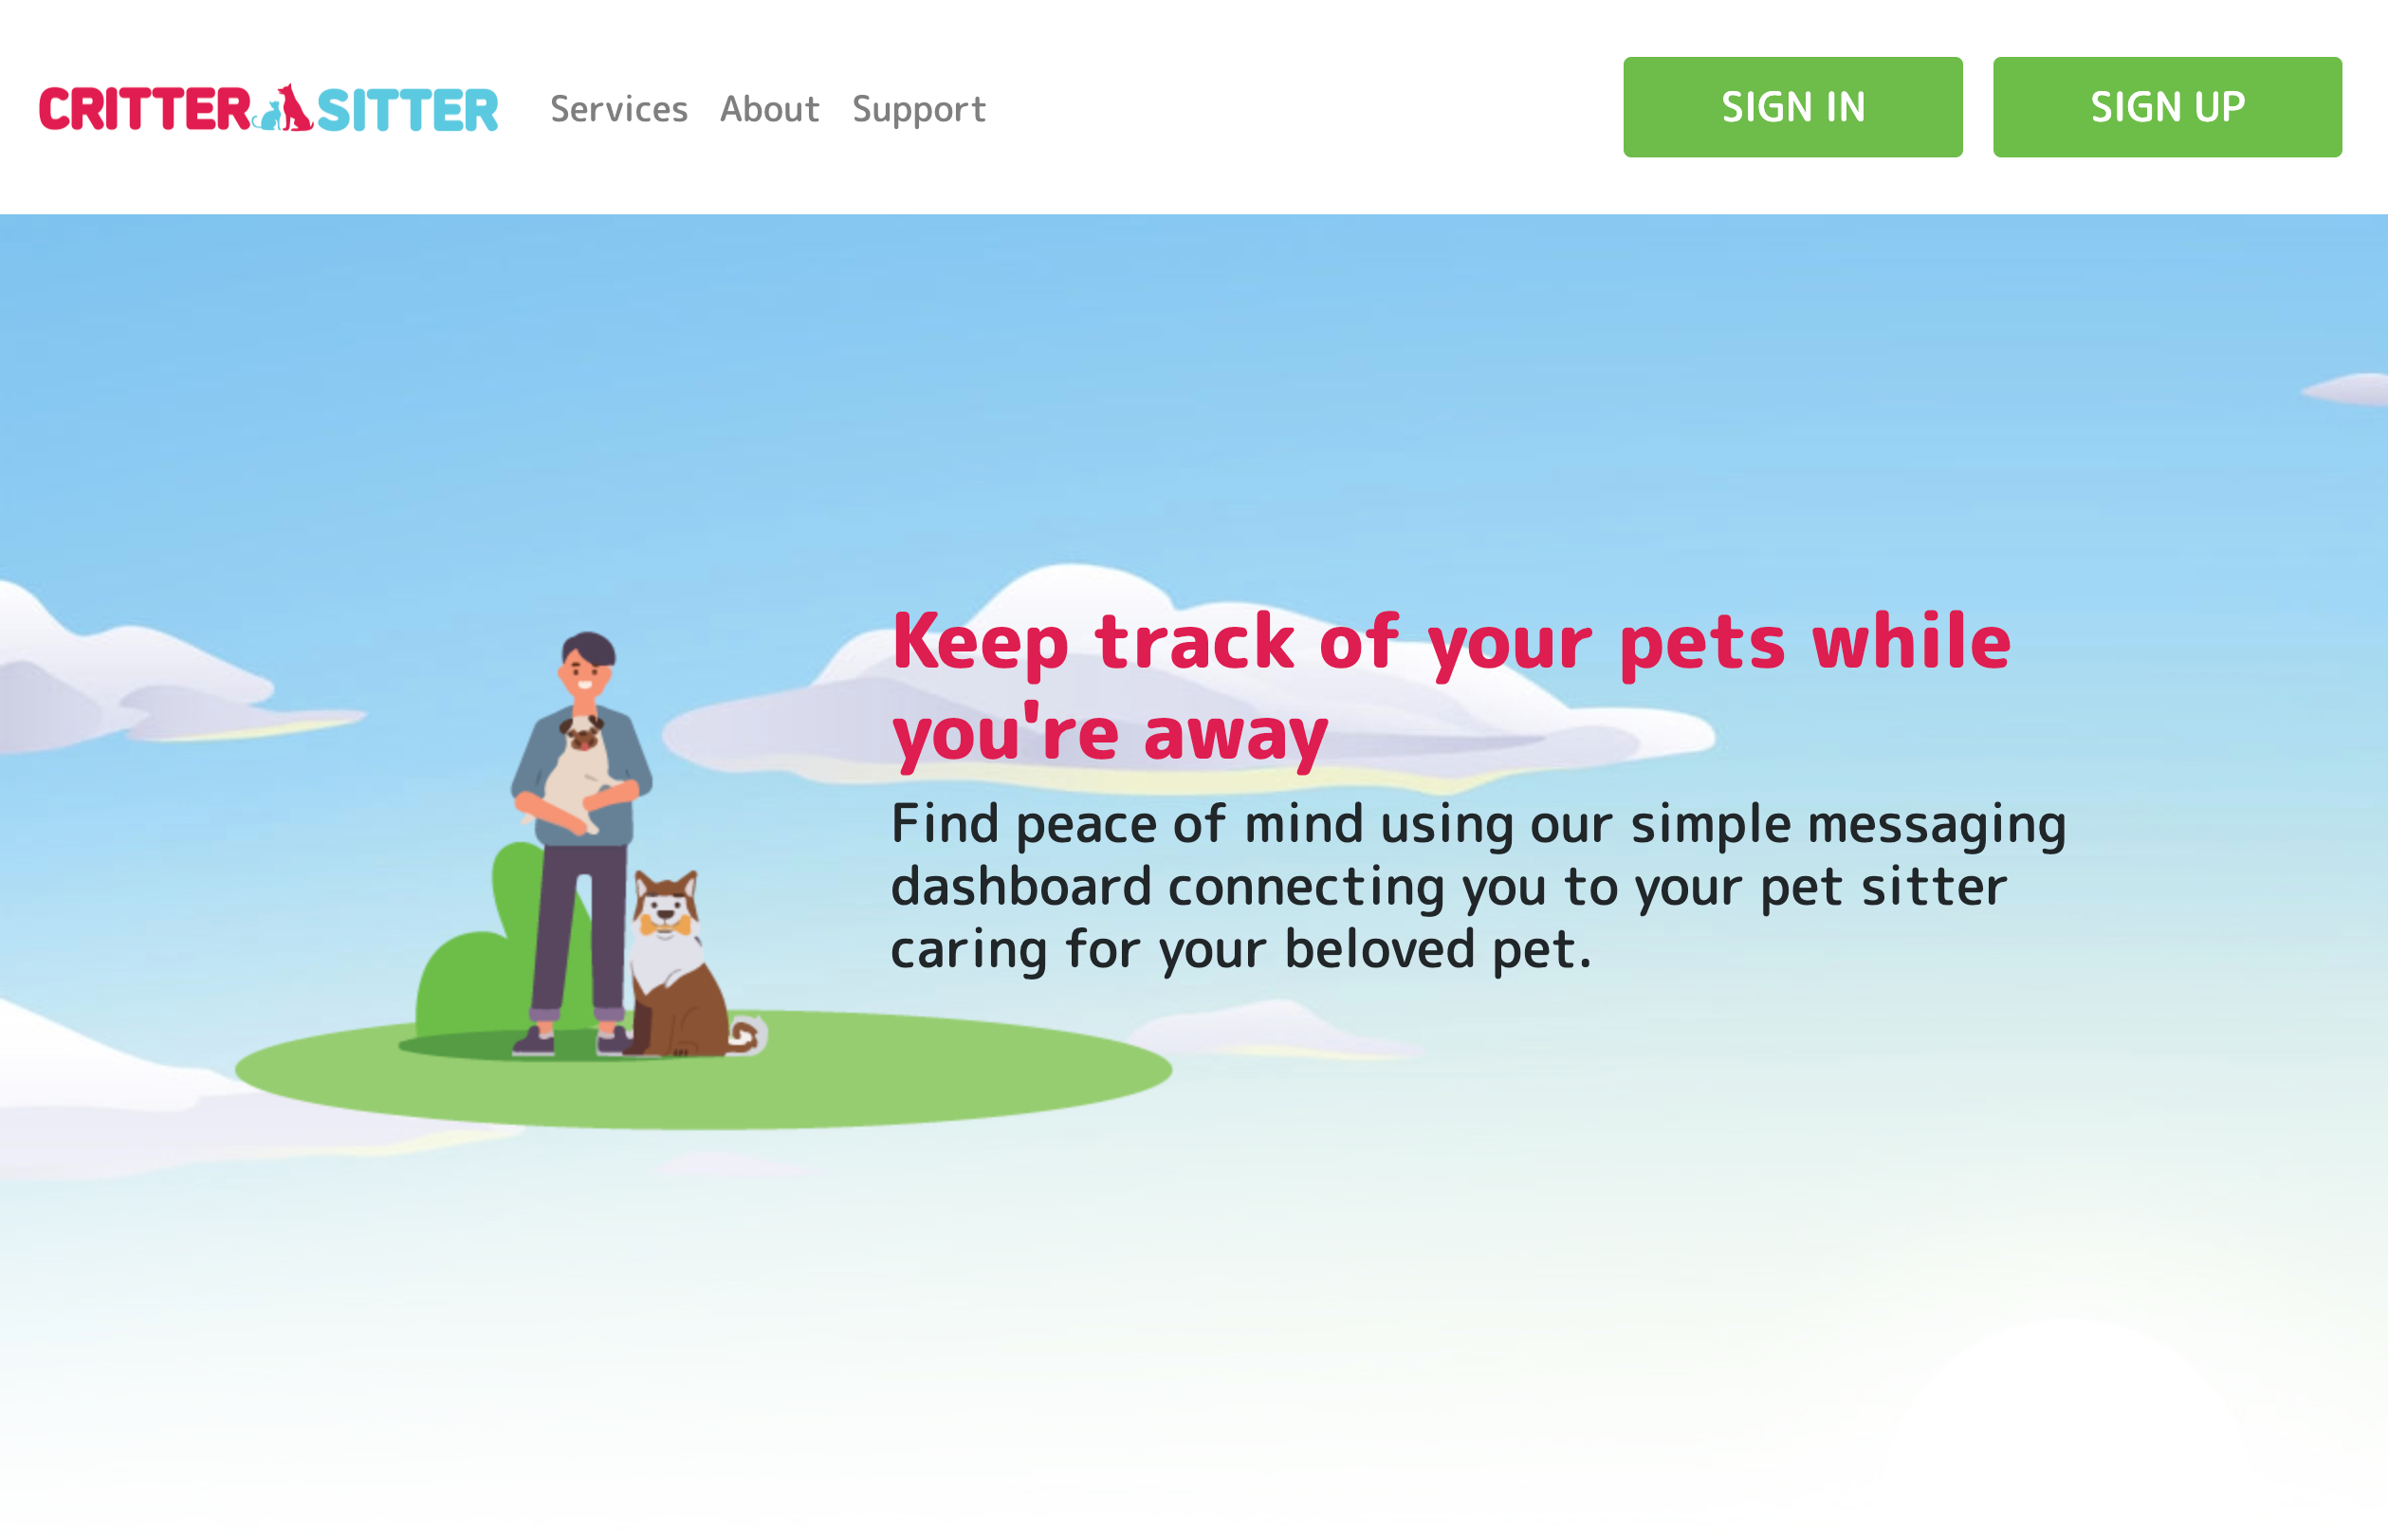 CRITTER SITTER Services About Support SIGN IN SIGN UP
Keep track of your pets while
you're away
Find peace of mind using our simple messaging
dashboard connecting you to your pet sitter
caring for your beloved pet.